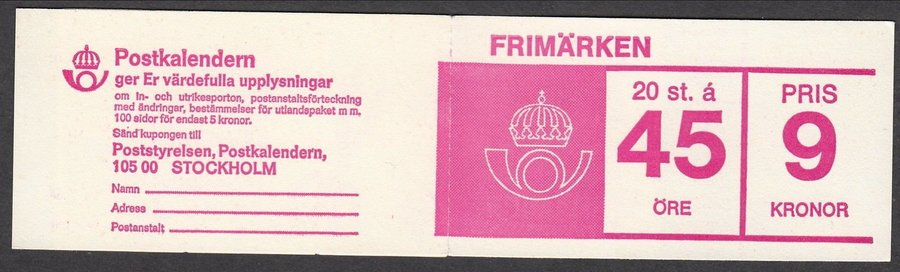 Postkalendern
ger Er värdefulla upplysningar
om in- och utrikesporton, postanstaltsförteckning
med ändringar, bestämmelser för utlandspaket m m.
100 sidor för endast 5 kronor.
Sänd kupongen till
Poststyrelsen, Postkalendern,
105 00 STOCKHOLM
Namn
Adress
Postanstalt
FRIMÄRKEN
20 st. á
45
ÖRE
PRIS
9
KRONOR